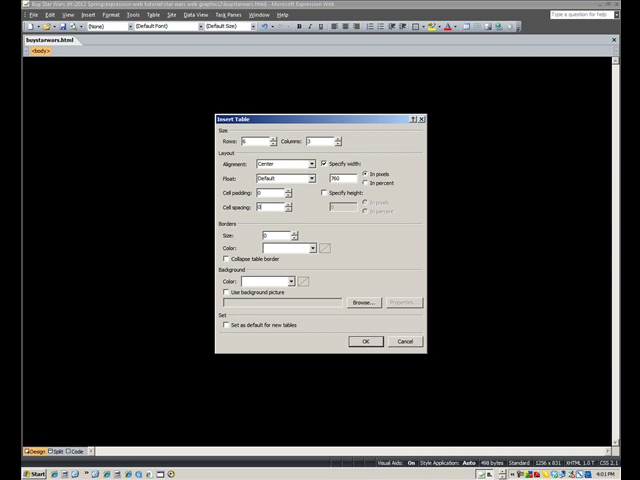 Microsoft Expression Web
File Edit View Insert Format Tools Table Site Data View Task Panes Window Help
Type a question for help
(None) (Default Font) (Default Size)
buystarwars.html
<body>
Insert Table
Size
Rows: 6 Columns: 3
Layout
Alignment: Center Specify width:
Float: Default 760 In pixels
In percent
Cell padding: 0 Specify height:
Cell spacing: 0 0 In pixels
In percent
Borders
Size: 0
Color:
Collapse table border
Background
Color:
Use background picture
Browse... Properties...
Set
Set as default for new tables
OK Cancel
Design Split Code
Visual Aids: On Style Application: Auto 498 bytes Standard 1256 x 831 XHTML 1.0 T CSS 2.1
Start 4:01 PM